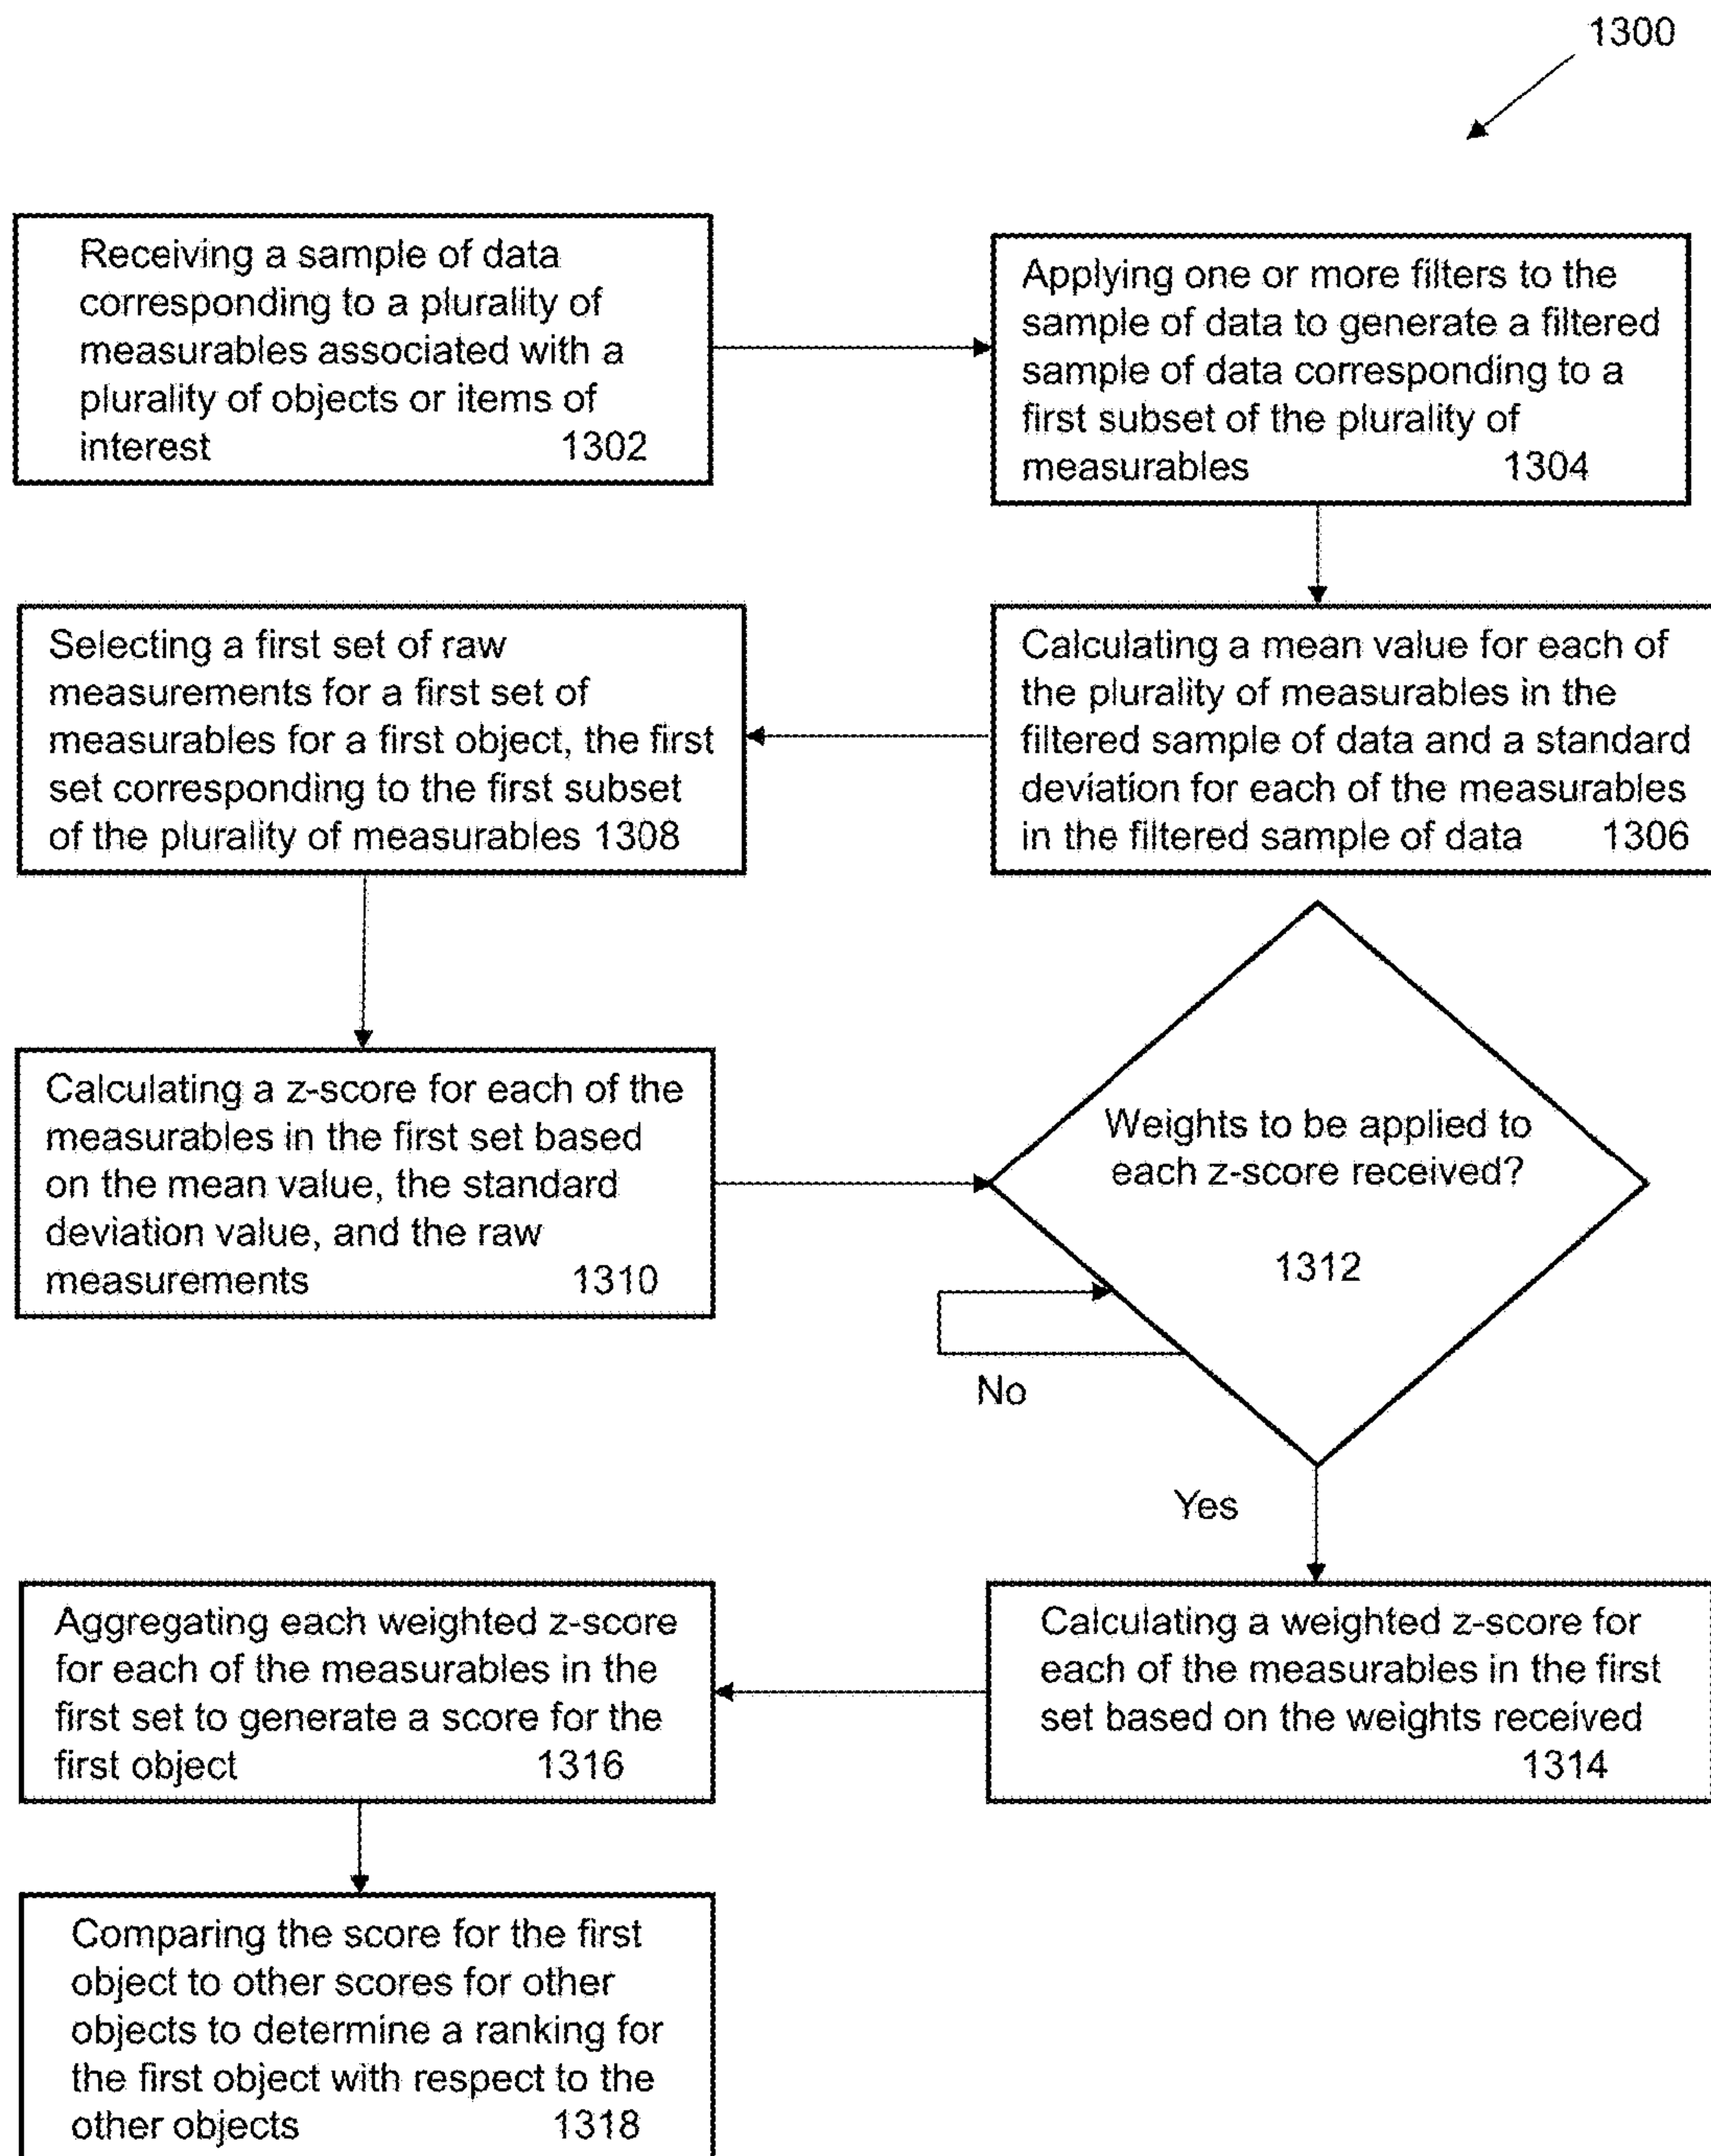 1300
Receiving a sample of data
corresponding to a plurality of
measurables associated with a
plurality of objects or items of
interest 1302
Applying one or more filters to the
sample of data to generate a filtered
sample of data corresponding to a
first subset of the plurality of
measurables 1304
Calculating a mean value for each of
the plurality of measurables in the
filtered sample of data and a standard
deviation for each of the measurables
in the filtered sample of data 1306
Selecting a first set of raw
measurements for a first set of
measurables for a first object, the first
set corresponding to the first subset
of the plurality of measurables 1308
Calculating a z-score for each of the
measurables in the first set based
on the mean value, the standard
deviation value, and the raw
measurements 1310
Weights to be applied to
each z-score received?
1312
No
Yes
Calculating a weighted z-score for
each of the measurables in the first
set based on the weights received
1314
Aggregating each weighted z-score
for each of the measurables in the
first set to generate a score for the
first object 1316
Comparing the score for the first
object to other scores for other
objects to determine a ranking for
the first object with respect to the
other objects 1318